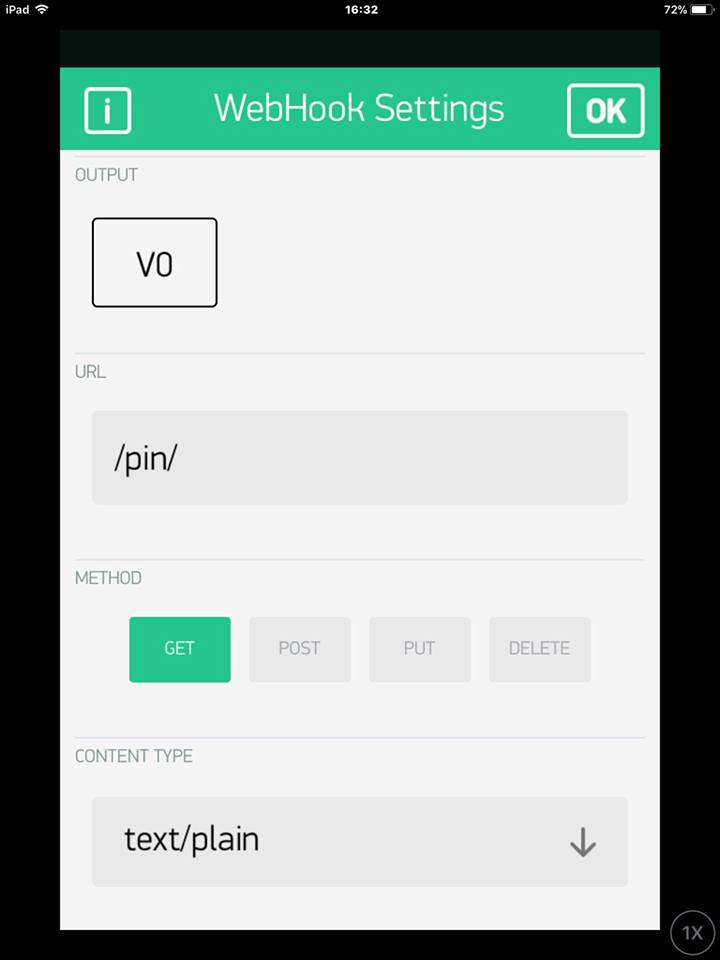 iPad 16:32 72%
i WebHook Settings OK
OUTPUT
V0
URL
/pin/
METHOD
GET POST PUT DELETE
CONTENT TYPE
text/plain
1X